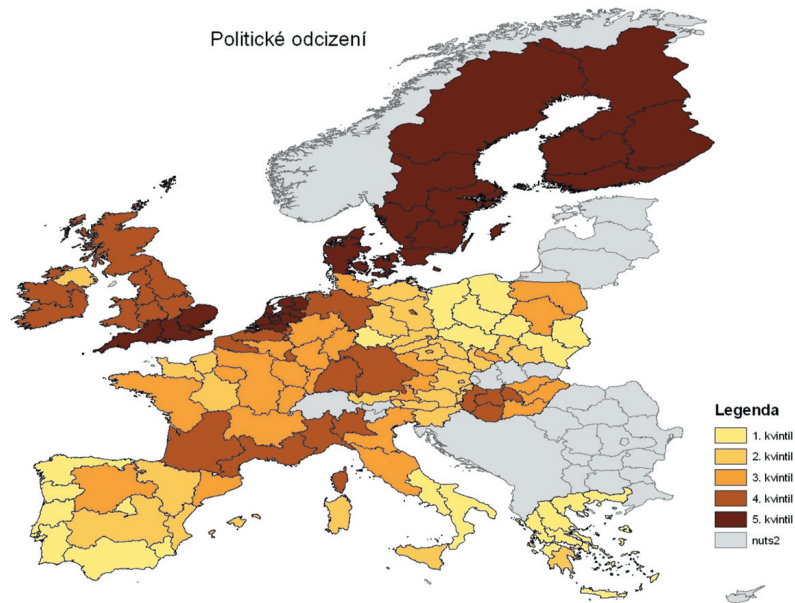 Politické odcizení
Legenda
1. kvintil
2. kvintil
3. kvintil
4. kvintil
5. kvintil
nuts2